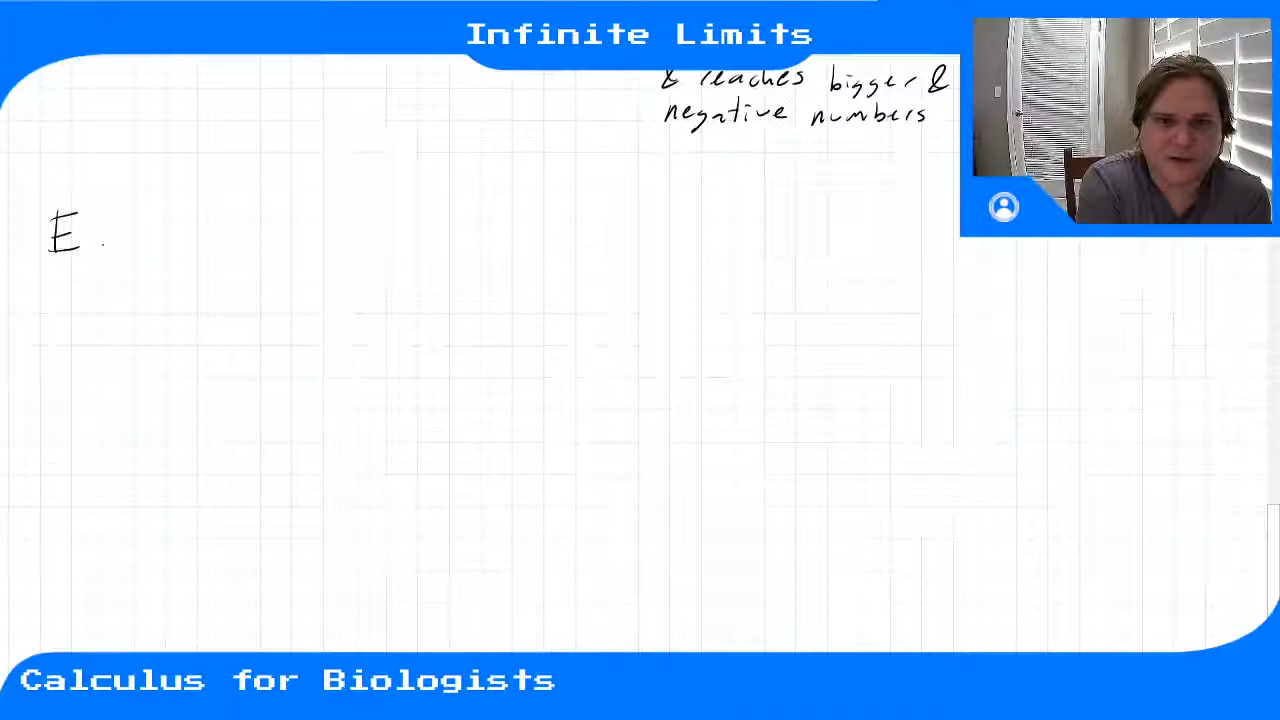 Infinite Limits
& reaches bigger &
negative numbers
E
Calculus for Biologists